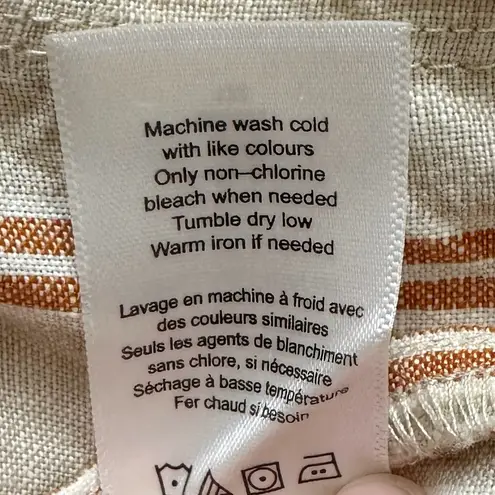 Machine wash cold
with like colours
Only non–chlorine
bleach when needed
Tumble dry low
Warm iron if needed
Lavage en machine à froid avec
des couleurs similaires
Seuls les agents de blanchiment
sans chlore, si nécessaire
Séchage à basse température
Fer chaud si besoin